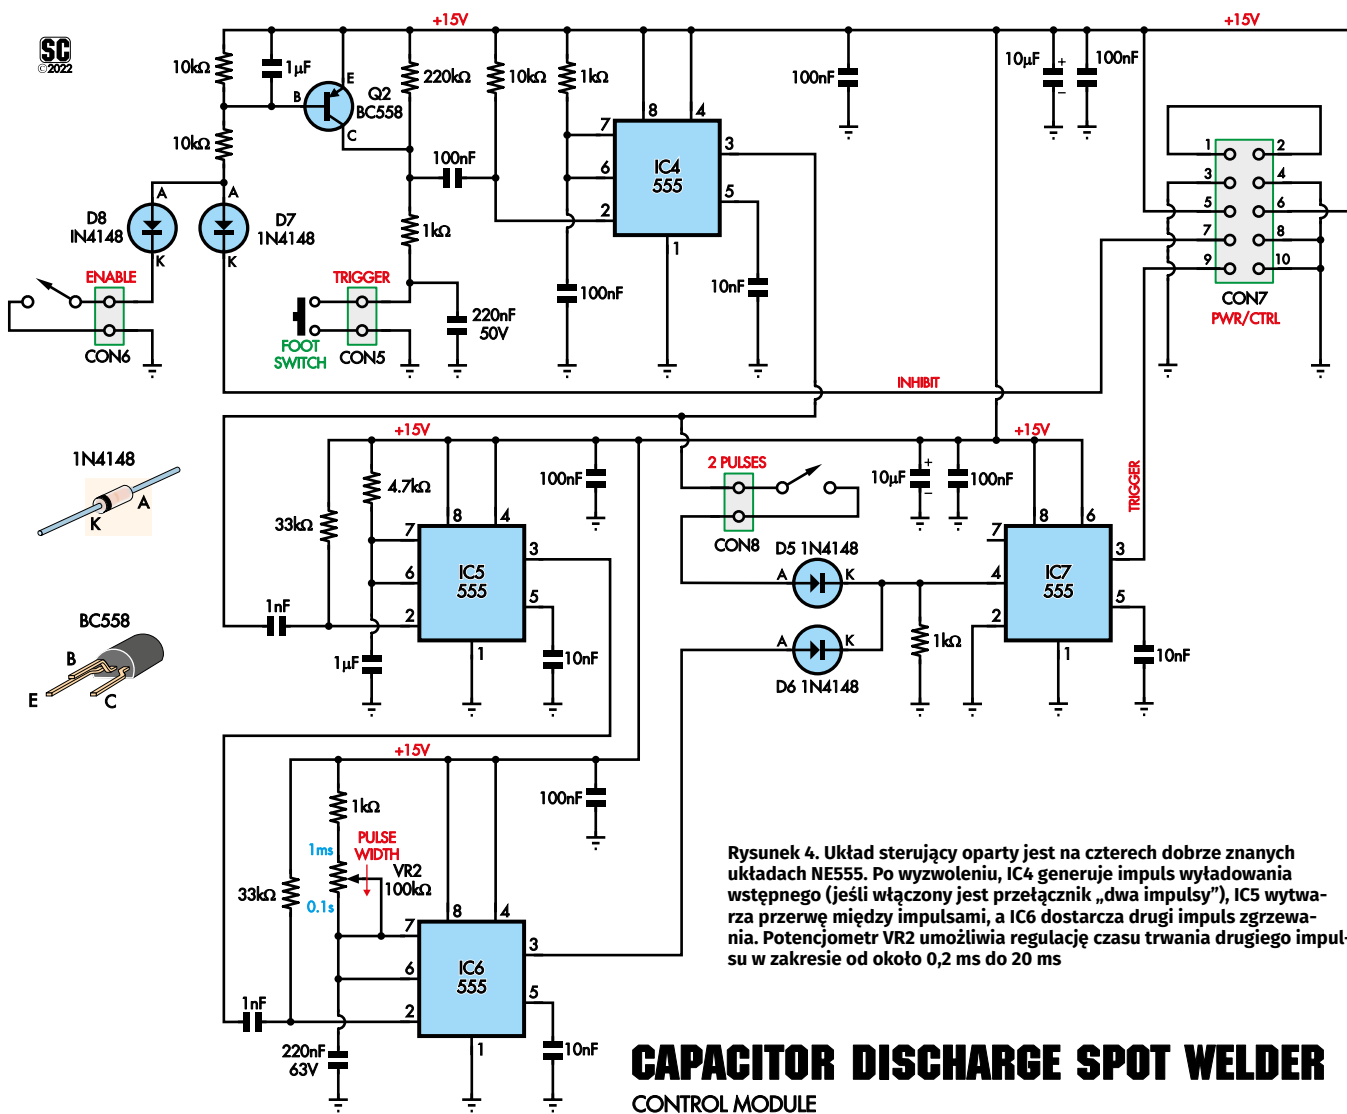 SC
©2022
+15V
+15V
10kΩ
1µF
E
B
Q2
BC558
C
220kΩ
10kΩ
1kΩ
8
4
100nF
10µF
+
–
100nF
10kΩ
100nF
7
6
2
IC4
555
3
5
1
1
2
3
4
5
6
7
8
9
10
CON7
PWR/CTRL
A
A
D8
IN4148
D7
1N4148
K
K
1kΩ
ENABLE
CON6
TRIGGER
FOOT
SWITCH
CON5
220nF
50V
100nF
10nF
INHIBIT
1N4148
K
A
BC558
B
E
C
+15V
4.7kΩ
33kΩ
8
4
7
6
2
IC5
555
3
5
1
1nF
1µF
10nF
100nF
2 PULSES
CON8
D5 1N4148
A
K
A
K
D6 1N4148
10µF
+
–
100nF
+15V
TRIGGER
8
6
7
4
2
IC7
555
3
5
1
1kΩ
10nF
+15V
1kΩ
1ms
PULSE
WIDTH
VR2
100kΩ
0.1s
33kΩ
100nF
8
4
7
6
2
IC6
555
3
5
1
1nF
220nF
63V
10nF
Rysunek 4. Układ sterujący oparty jest na czterech dobrze znanych
układach NE555. Po wyzwoleniu, IC4 generuje impuls wyładowania
wstępnego (jeśli włączony jest przełącznik „dwa impulsy”), IC5 wytwa-
rza przerwę między impulsami, a IC6 dostarcza drugi impuls zgrzewa-
nia. Potencjometr VR2 umożliwia regulację czasu trwania drugiego impul-
su w zakresie od około 0,2 ms do 20 ms
CAPACITOR DISCHARGE SPOT WELDER
CONTROL MODULE